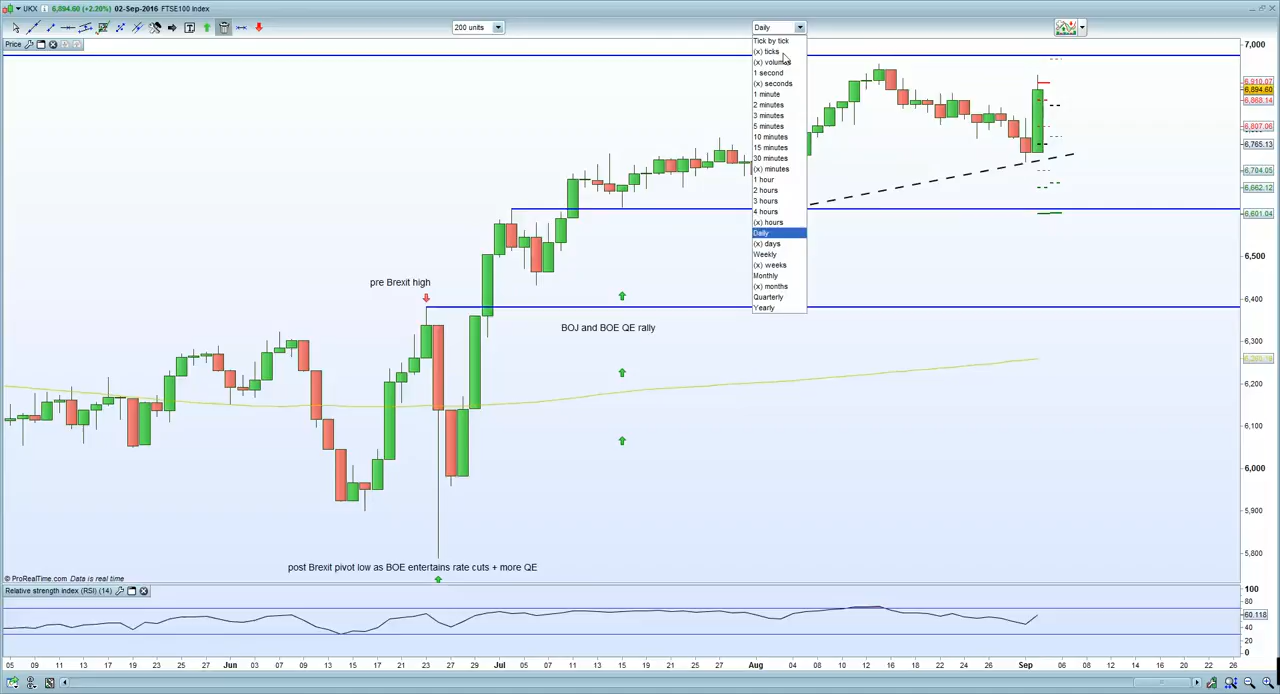 UKX 6,894.60 (+2.20%) 02-Sep-2016 FTSE100 Index
200 units
Daily
Price
Tick by tick
(x) ticks
(x) volume
1 second
(x) seconds
1 minute
2 minutes
3 minutes
5 minutes
10 minutes
15 minutes
30 minutes
(x) minutes
1 hour
2 hours
3 hours
4 hours
(x) hours
Daily
(x) days
Weekly
(x) weeks
Monthly
(x) months
Quarterly
Yearly
7,000
6,910.07
6,894.60
6,868.14
6,807.06
6,765.13
6,704.05
6,662.12
6,601.04
6,500
6,400
6,300
6,200
6,100
6,000
5,900
5,800
pre Brexit high
BOJ and BOE QE rally
post Brexit pivot low as BOE entertains rate cuts + more QE
© ProRealTime.com Data is real time
Relative strength index (RSI) (14)
100
80
60.118
40
20
0
05 09 11 13 17 19 23 25 27 Jun 03 07 09 13 15 17 21 23 27 29 Jul 05 07 11 13 15 19 21 25 27 Aug 04 08 10 12 16 18 22 24 26 Sep 06 08 12 14 16 20 22 26